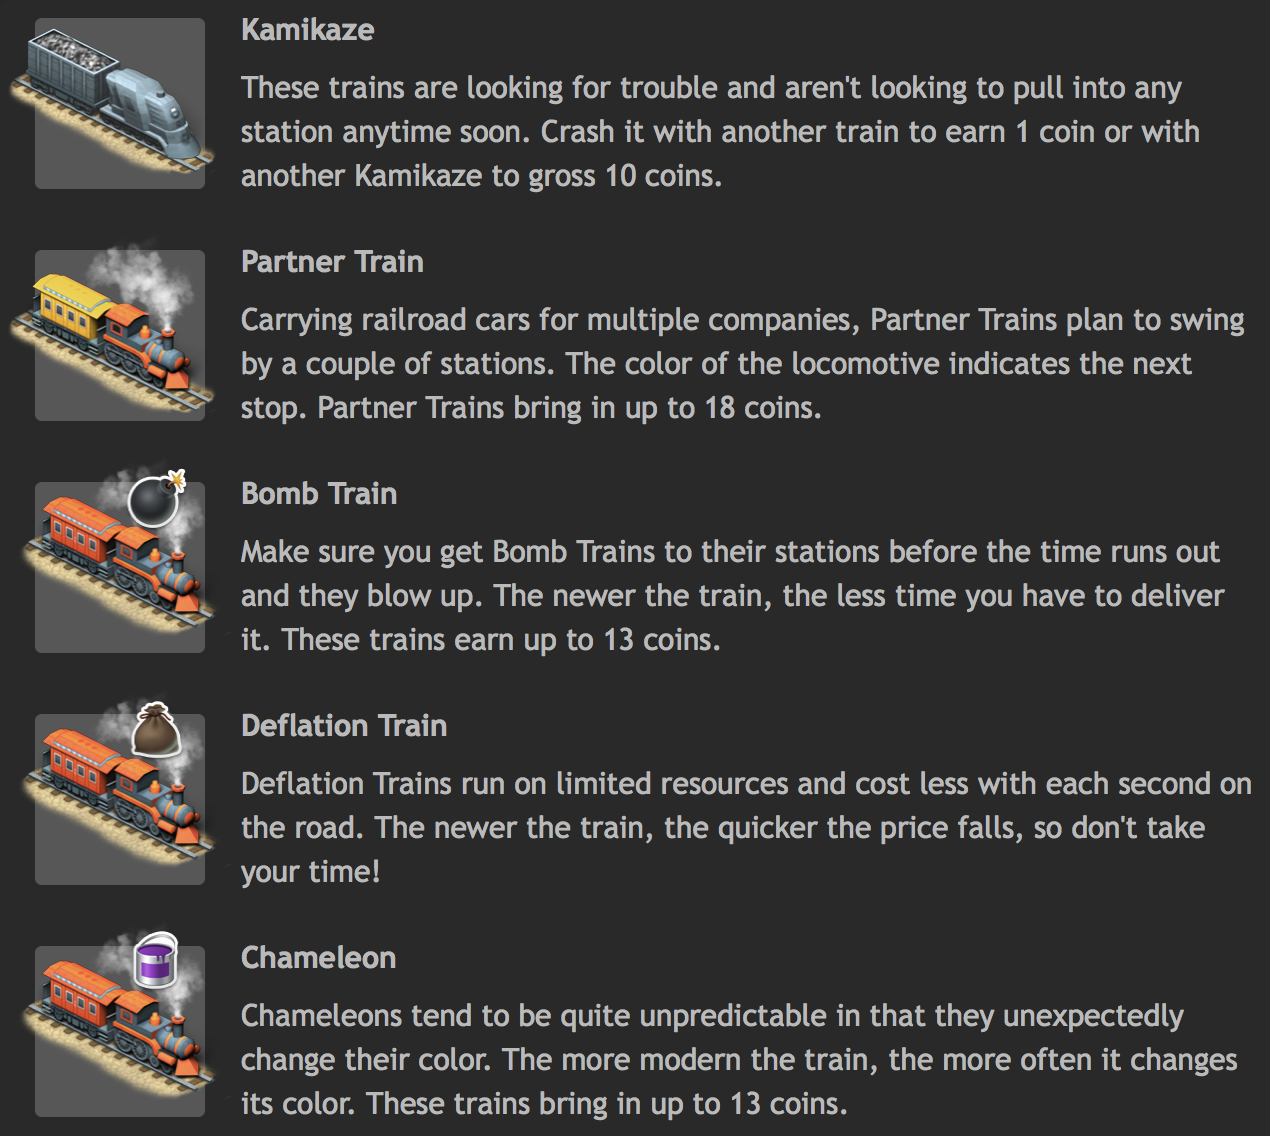 Kamikaze
These trains are looking for trouble and aren't looking to pull into any
station anytime soon. Crash it with another train to earn 1 coin or with
another Kamikaze to gross 10 coins.
Partner Train
Carrying railroad cars for multiple companies, Partner Trains plan to swing
by a couple of stations. The color of the locomotive indicates the next
stop. Partner Trains bring in up to 18 coins.
Bomb Train
Make sure you get Bomb Trains to their stations before the time runs out
and they blow up. The newer the train, the less time you have to deliver
it. These trains earn up to 13 coins.
Deflation Train
Deflation Trains run on limited resources and cost less with each second on
the road. The newer the train, the quicker the price falls, so don't take
your time!
Chameleon
Chameleons tend to be quite unpredictable in that they unexpectedly
change their color. The more modern the train, the more often it changes
its color. These trains bring in up to 13 coins.